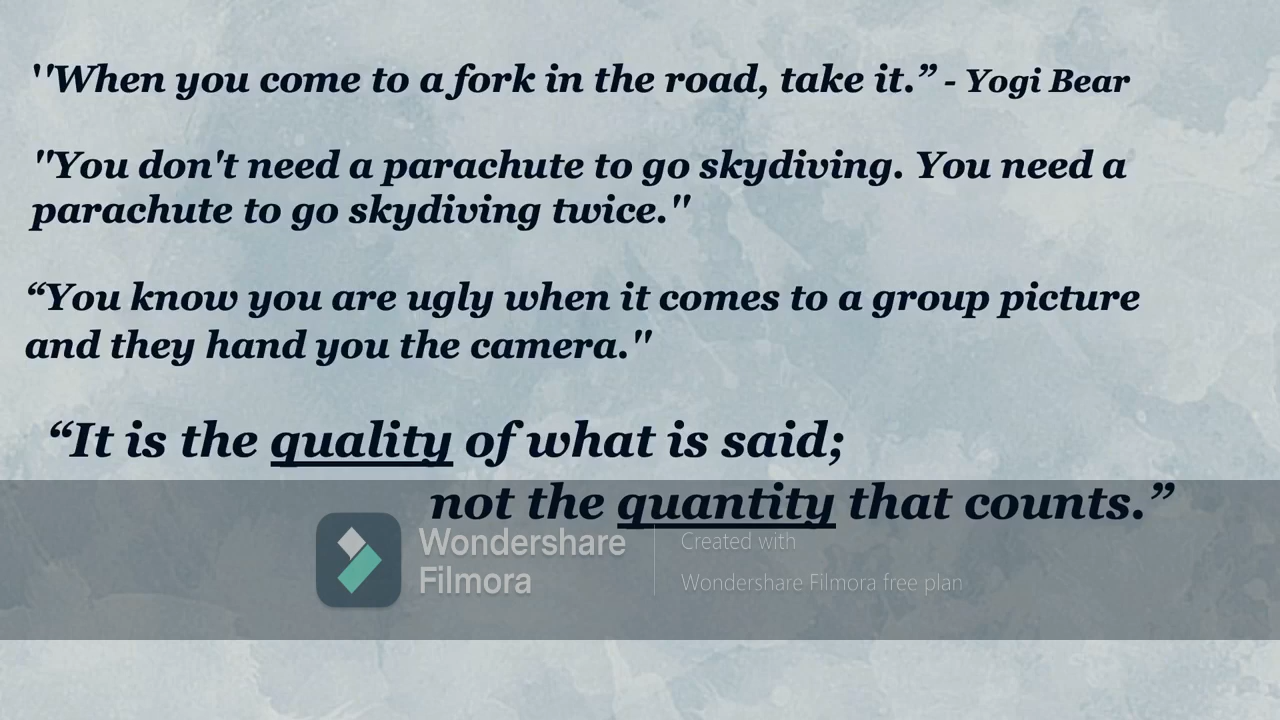 ''When you come to a fork in the road, take it.” - Yogi Bear
"You don't need a parachute to go skydiving. You need a
parachute to go skydiving twice."
“You know you are ugly when it comes to a group picture
and they hand you the camera."
“It is the quality of what is said;
not the quantity that counts.”
Wondershare
Filmora
Created with
Wondershare Filmora free plan